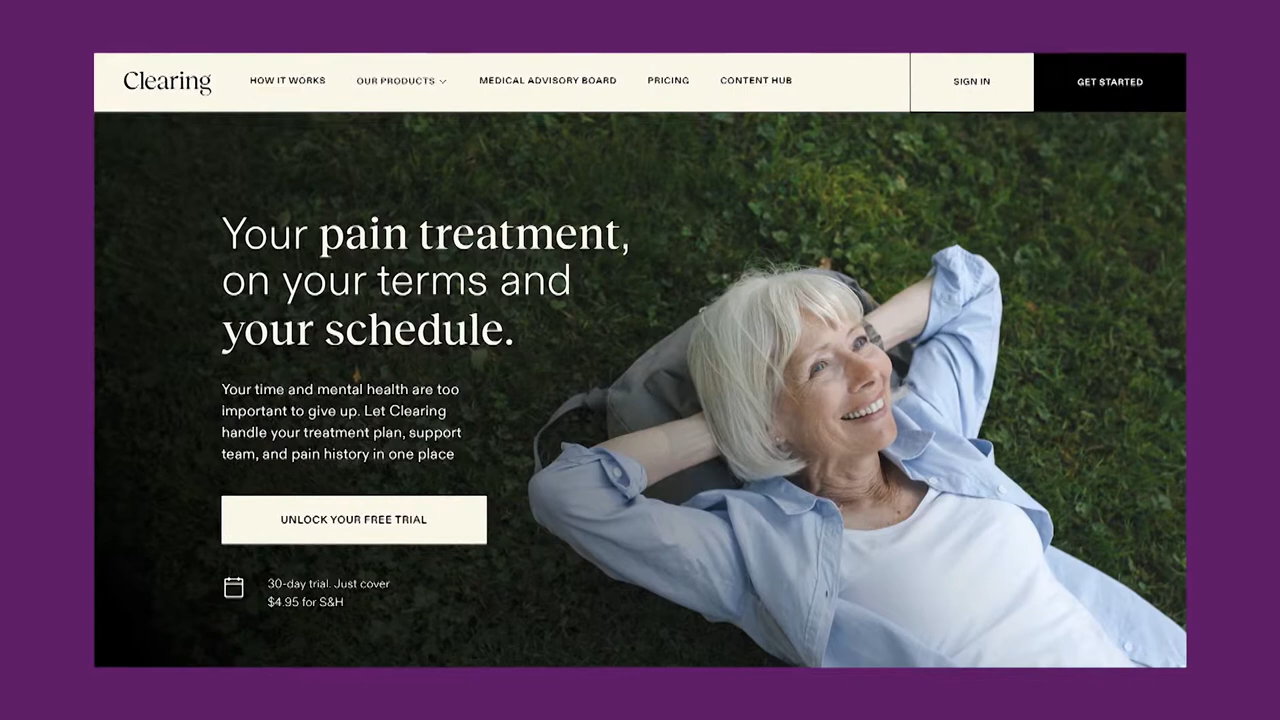 Clearing
HOW IT WORKS
OUR PRODUCTS
MEDICAL ADVISORY BOARD
PRICING
CONTENT HUB
SIGN IN
GET STARTED
Your pain treatment,
on your terms and
your schedule.
Your time and mental health are too
important to give up. Let Clearing
handle your treatment plan, support
team, and pain history in one place
UNLOCK YOUR FREE TRIAL
30-day trial. Just cover
$4.95 for S&H